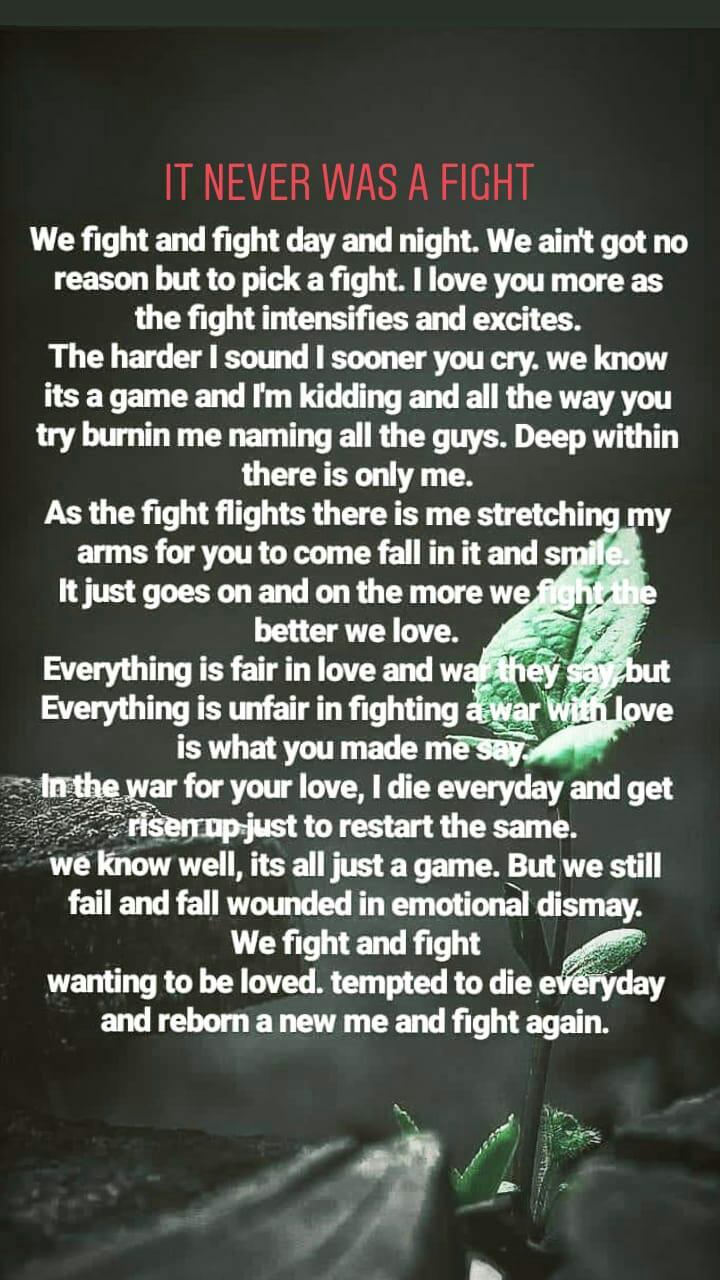 IT NEVER WAS A FIGHT
We fight and fight day and night. We ain't got no
reason but to pick a fight. I love you more as
the fight intensifies and excites.
The harder I sound I sooner you cry. we know
its a game and I'm kidding and all the way you
try burnin me naming all the guys. Deep within
there is only me.
As the fight flights there is me stretching my
arms for you to come fall in it and smile.
It just goes on and on the more we fight the
better we love.
Everything is fair in love and war they say, but
Everything is unfair in fighting a war with love
is what you made me say.
In the war for your love, I die everyday and get
risen up just to restart the same.
we know well, its all just a game. But we still
fail and fall wounded in emotional dismay.
We fight and fight
wanting to be loved. tempted to die everyday
and reborn a new me and fight again.